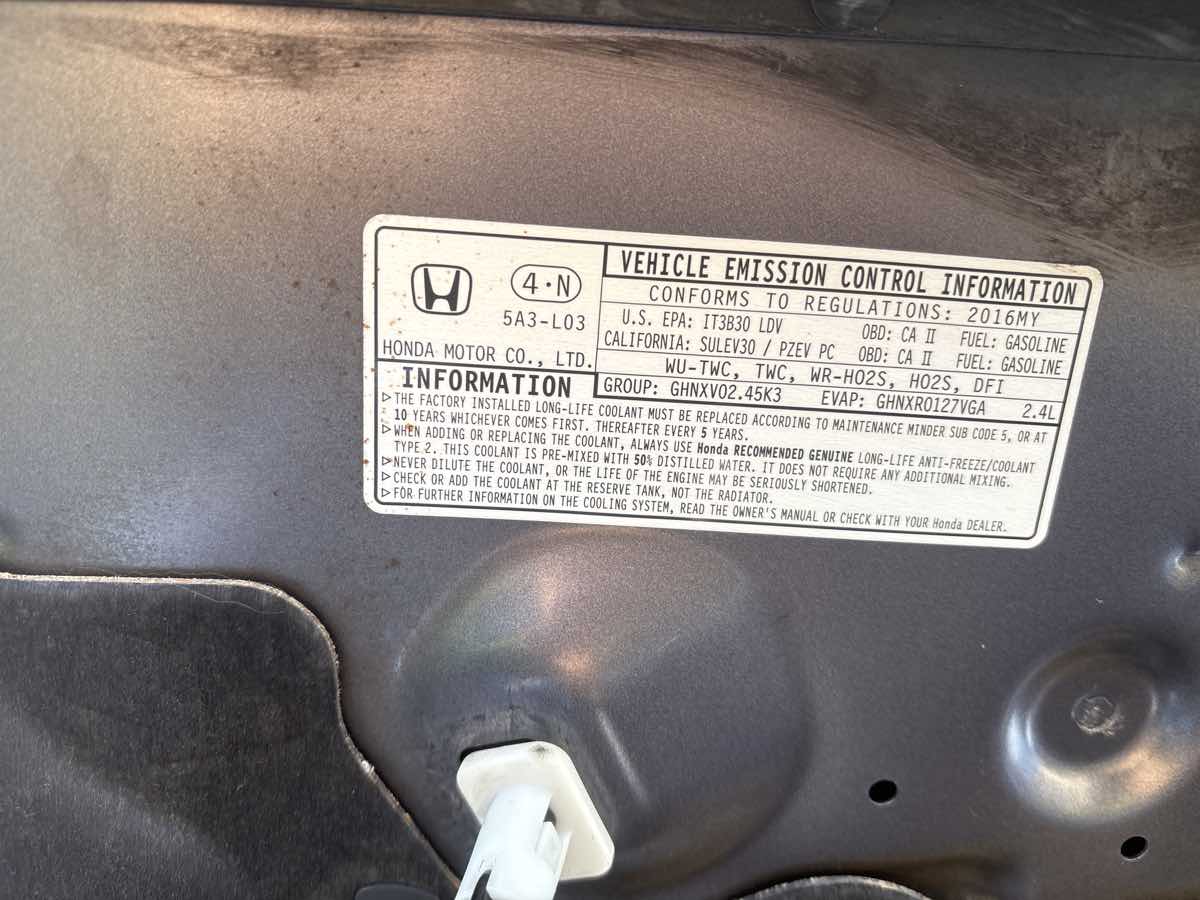 4·N
5A3-L03
HONDA MOTOR CO., LTD.
VEHICLE EMISSION CONTROL INFORMATION
CONFORMS TO REGULATIONS: 2016MY
U.S. EPA: IT3B30 LDV OBD: CA II FUEL: GASOLINE
CALIFORNIA: SULEV30 / PZEV PC OBD: CA II FUEL: GASOLINE
WU-TWC, TWC, WR-HO2S, HO2S, DFI
GROUP: GHNXV02.45K3 EVAP: GHNXR0127VGA 2.4L
INFORMATION
▷THE FACTORY INSTALLED LONG-LIFE COOLANT MUST BE REPLACED ACCORDING TO MAINTENANCE MINDER SUB CODE 5, OR AT
10 YEARS WHICHEVER COMES FIRST. THEREAFTER EVERY 5 YEARS.
▷WHEN ADDING OR REPLACING THE COOLANT, ALWAYS USE Honda RECOMMENDED GENUINE LONG-LIFE ANTI-FREEZE/COOLANT
TYPE 2. THIS COOLANT IS PRE-MIXED WITH 50% DISTILLED WATER. IT DOES NOT REQUIRE ANY ADDITIONAL MIXING.
▷NEVER DILUTE THE COOLANT, OR THE LIFE OF THE ENGINE MAY BE SERIOUSLY SHORTENED.
▷CHECK OR ADD THE COOLANT AT THE RESERVE TANK, NOT THE RADIATOR.
▷FOR FURTHER INFORMATION ON THE COOLING SYSTEM, READ THE OWNER'S MANUAL OR CHECK WITH YOUR Honda DEALER.